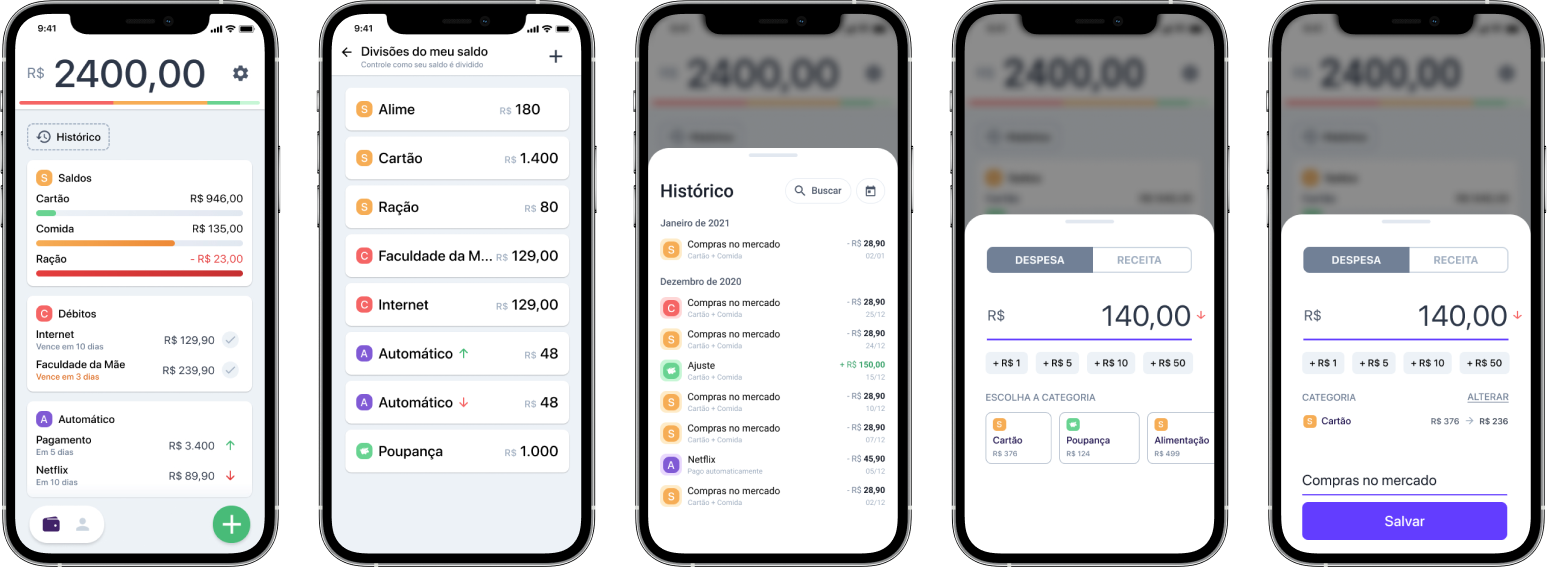 9:41
R$ 2400,00
Histórico
S Saldos
Cartão R$ 946,00
Comida R$ 135,00
Ração - R$ 23,00
C Débitos
Internet R$ 129,90
Vence em 10 dias
Faculdade da Mãe R$ 239,90
Vence em 3 dias
A Automático
Pagamento R$ 3.400
Em 5 dias
Netflix R$ 89,90
Em 10 dias
9:41
Divisões do meu saldo
Controle como seu saldo é dividido
S Alime R$ 180
S Cartão R$ 1.400
S Ração R$ 80
C Faculdade da M... R$ 129,00
C Internet R$ 129,00
A Automático R$ 48
A Automático R$ 48
Poupança R$ 1.000
2400,00
Histórico Buscar
Janeiro de 2021
S Compras no mercado - R$ 28,90
Cartão + Comida 02/01
Dezembro de 2020
C Compras no mercado - R$ 28,90
Cartão + Comida 25/12
S Compras no mercado - R$ 28,90
Cartão + Comida 24/12
Ajuste + R$ 150,00
Cartão + Comida 15/12
S Compras no mercado - R$ 28,90
Cartão + Comida 10/12
S Compras no mercado - R$ 28,90
Cartão + Comida 07/12
A Netflix - R$ 45,90
Pago automaticamente 05/12
S Compras no mercado - R$ 28,90
Cartão + Comida 02/12
2400,00
DESPESA RECEITA
R$ 140,00
+ R$ 1 + R$ 5 + R$ 10 + R$ 50
ESCOLHA A CATEGORIA
S S
Cartão Poupança Alimentação
R$ 376 R$ 124 R$ 499
2400,00
DESPESA RECEITA
R$ 140,00
+ R$ 1 + R$ 5 + R$ 10 + R$ 50
CATEGORIA ALTERAR
S Cartão R$ 376 → R$ 236
Compras no mercado
Salvar